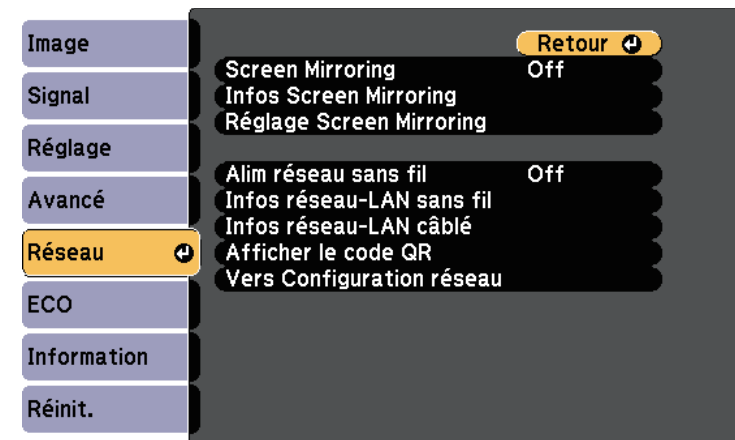 Image
Signal
Réglage
Avancé
Réseau
ECO
Information
Réinit.
Retour
Screen Mirroring Off
Infos Screen Mirroring
Réglage Screen Mirroring
Alim réseau sans fil Off
Infos réseau-LAN sans fil
Infos réseau-LAN câblé
Afficher le code QR
Vers Configuration réseau